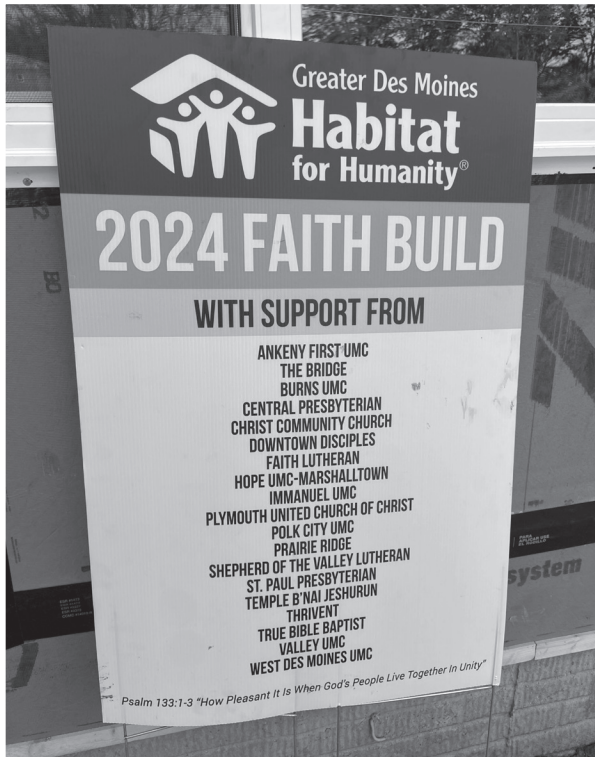 Greater Des Moines
Habitat
for Humanity®
2024 FAITH BUILD
WITH SUPPORT FROM
ANKENY FIRST UMC
THE BRIDGE
BURNS UMC
CENTRAL PRESBYTERIAN
CHRIST COMMUNITY CHURCH
DOWNTOWN DISCIPLES
FAITH LUTHERAN
HOPE UMC-MARSHALLTOWN
IMMANUEL UMC
PLYMOUTH UNITED CHURCH OF CHRIST
POLK CITY UMC
PRAIRIE RIDGE
SHEPHERD OF THE VALLEY LUTHERAN
ST. PAUL PRESBYTERIAN
TEMPLE B'NAI JESHURUN
THRIVENT
TRUE BIBLE BAPTIST
VALLEY UMC
WEST DES MOINES UMC
Psalm 133:1-3 “How Pleasant It Is When God's People Live Together In Unity”
system